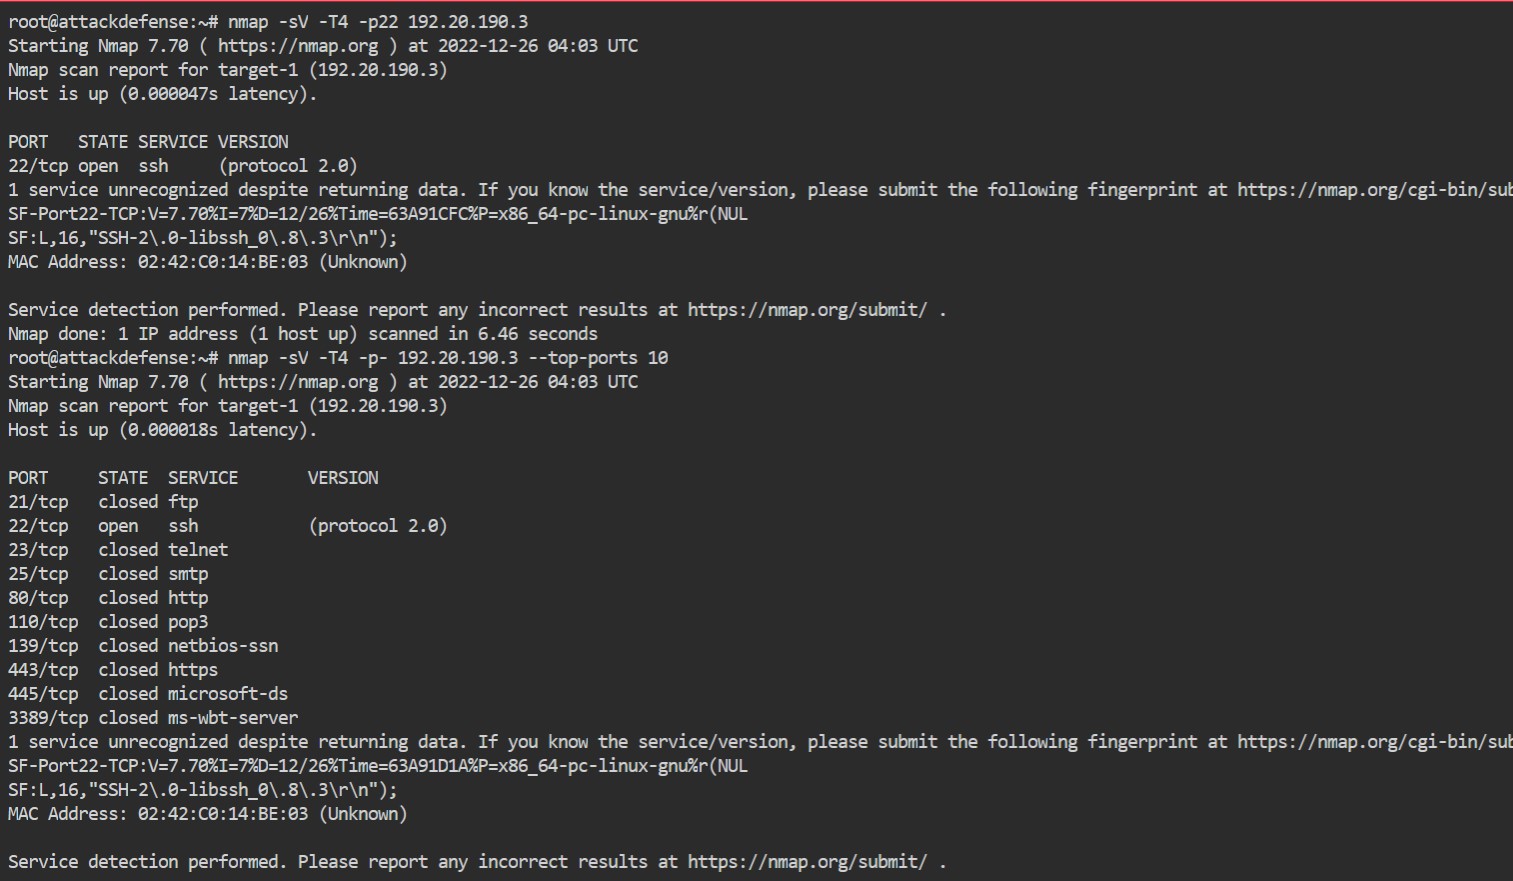 root@attackdefense:~# nmap -sV -T4 -p22 192.20.190.3
Starting Nmap 7.70 ( https://nmap.org ) at 2022-12-26 04:03 UTC
Nmap scan report for target-1 (192.20.190.3)
Host is up (0.000047s latency).
PORT   STATE SERVICE VERSION
22/tcp open  ssh     (protocol 2.0)
1 service unrecognized despite returning data. If you know the service/version, please submit the following fingerprint at https://nmap.org/cgi-bin/sub
SF-Port22-TCP:V=7.70%I=7%D=12/26%Time=63A91CFC%P=x86_64-pc-linux-gnu%r(NUL
SF:L,16,"SSH-2\.0-libssh_0\.8\.3\r\n");
MAC Address: 02:42:C0:14:BE:03 (Unknown)
Service detection performed. Please report any incorrect results at https://nmap.org/submit/ .
Nmap done: 1 IP address (1 host up) scanned in 6.46 seconds
root@attackdefense:~# nmap -sV -T4 -p- 192.20.190.3 --top-ports 10
Starting Nmap 7.70 ( https://nmap.org ) at 2022-12-26 04:03 UTC
Nmap scan report for target-1 (192.20.190.3)
Host is up (0.000018s latency).
PORT     STATE  SERVICE       VERSION
21/tcp   closed ftp
22/tcp   open   ssh           (protocol 2.0)
23/tcp   closed telnet
25/tcp   closed smtp
80/tcp   closed http
110/tcp  closed pop3
139/tcp  closed netbios-ssn
443/tcp  closed https
445/tcp  closed microsoft-ds
3389/tcp closed ms-wbt-server
1 service unrecognized despite returning data. If you know the service/version, please submit the following fingerprint at https://nmap.org/cgi-bin/sub
SF-Port22-TCP:V=7.70%I=7%D=12/26%Time=63A91D1A%P=x86_64-pc-linux-gnu%r(NUL
SF:L,16,"SSH-2\.0-libssh_0\.8\.3\r\n");
MAC Address: 02:42:C0:14:BE:03 (Unknown)
Service detection performed. Please report any incorrect results at https://nmap.org/submit/ .